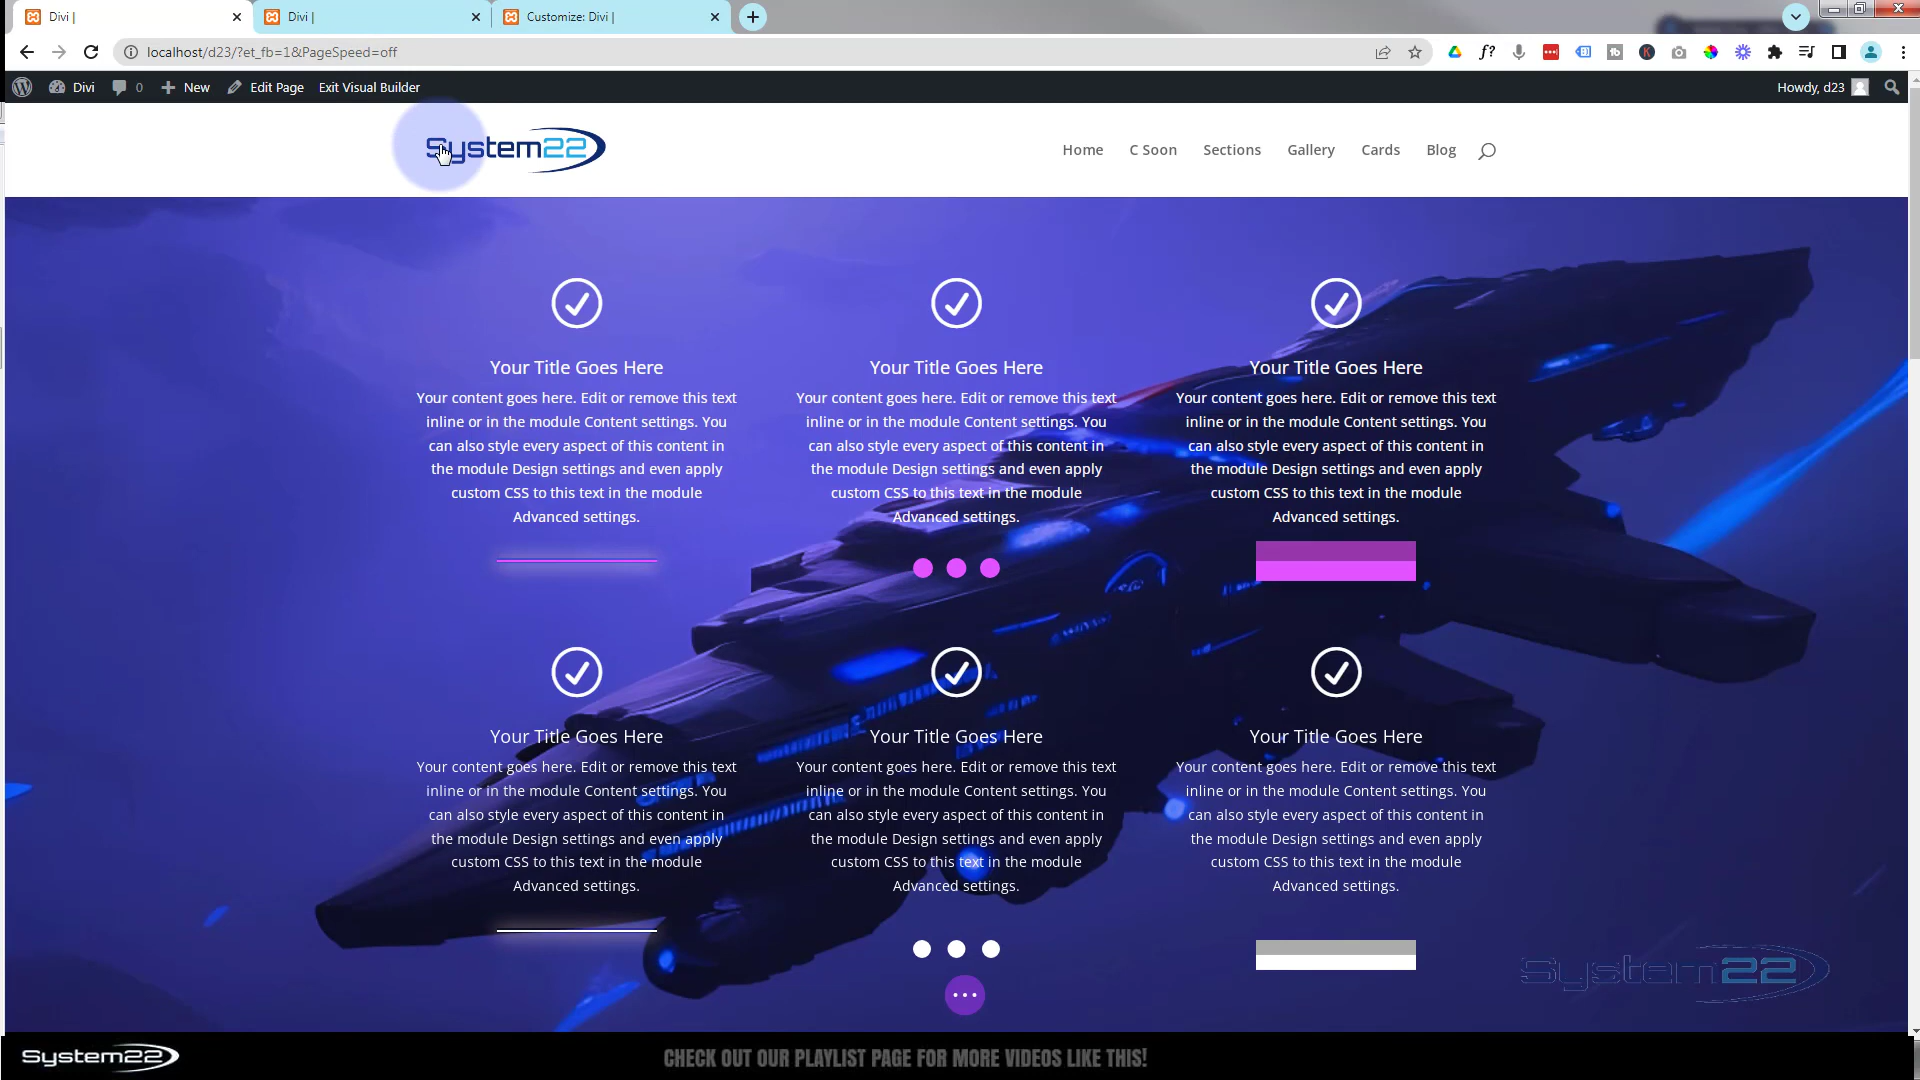 Divi |
Divi |
Customize: Divi |
localhost/d23/?et_fb=1&PageSpeed=off
Divi
0
New
Edit Page
Exit Visual Builder
Howdy, d23
System22
Home
C Soon
Sections
Gallery
Cards
Blog
Your Title Goes Here
Your content goes here. Edit or remove this text
inline or in the module Content settings. You
can also style every aspect of this content in
the module Design settings and even apply
custom CSS to this text in the module
Advanced settings.
Your Title Goes Here
Your content goes here. Edit or remove this text
inline or in the module Content settings. You
can also style every aspect of this content in
the module Design settings and even apply
custom CSS to this text in the module
Advanced settings.
Your Title Goes Here
Your content goes here. Edit or remove this text
inline or in the module Content settings. You
can also style every aspect of this content in
the module Design settings and even apply
custom CSS to this text in the module
Advanced settings.
Your Title Goes Here
Your content goes here. Edit or remove this text
inline or in the module Content settings. You
can also style every aspect of this content in
the module Design settings and even apply
custom CSS to this text in the module
Advanced settings.
Your Title Goes Here
Your content goes here. Edit or remove this text
inline or in the module Content settings. You
can also style every aspect of this content in
the module Design settings and even apply
custom CSS to this text in the module
Advanced settings.
Your Title Goes Here
Your content goes here. Edit or remove this text
inline or in the module Content settings. You
can also style every aspect of this content in
the module Design settings and even apply
custom CSS to this text in the module
Advanced settings.
System22
System22
CHECK OUT OUR PLAYLIST PAGE FOR MORE VIDEOS LIKE THIS!